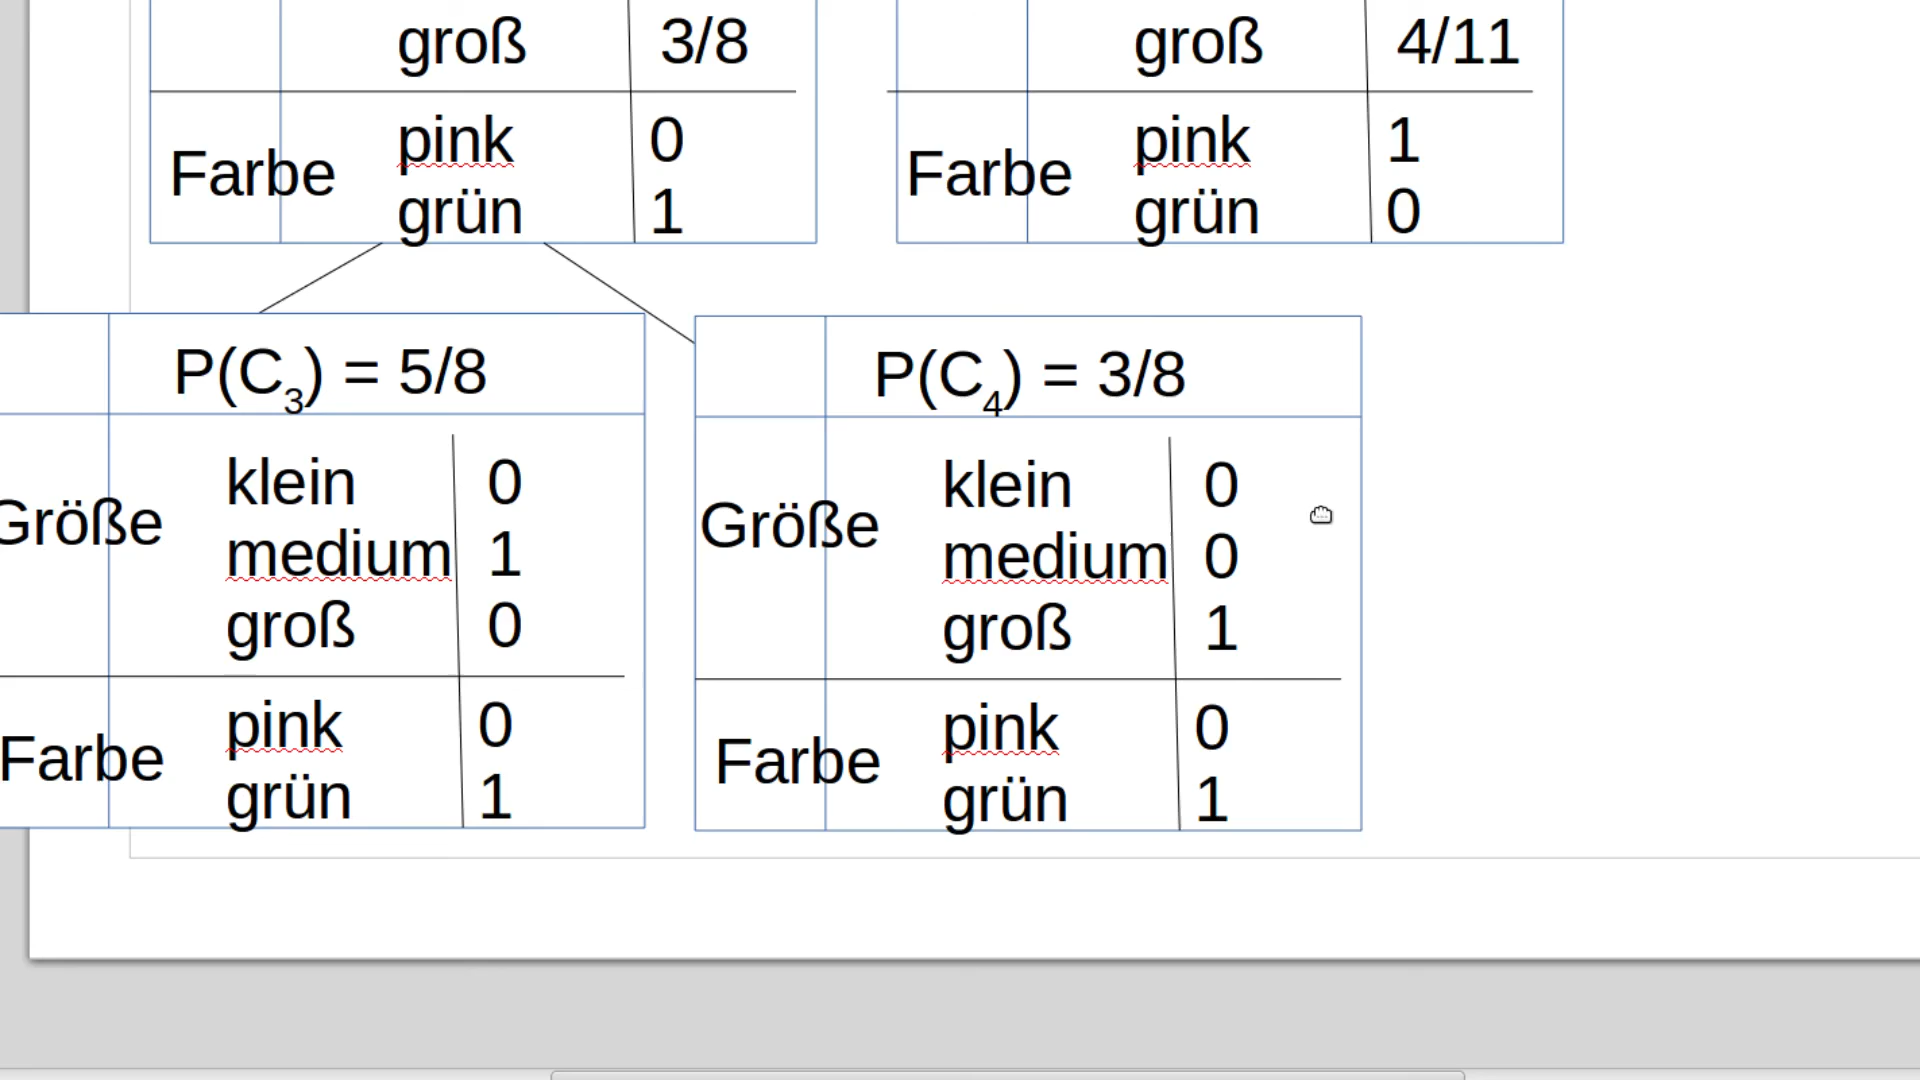 groß 3/8
pink 0
Farbe
grün 1
groß 4/11
pink 1
Farbe
grün 0
P(C₃) = 5/8
klein 0
Größe
medium 1
groß 0
pink 0
Farbe
grün 1
P(C₄) = 3/8
klein 0
Größe
medium 0
groß 1
pink 0
Farbe
grün 1